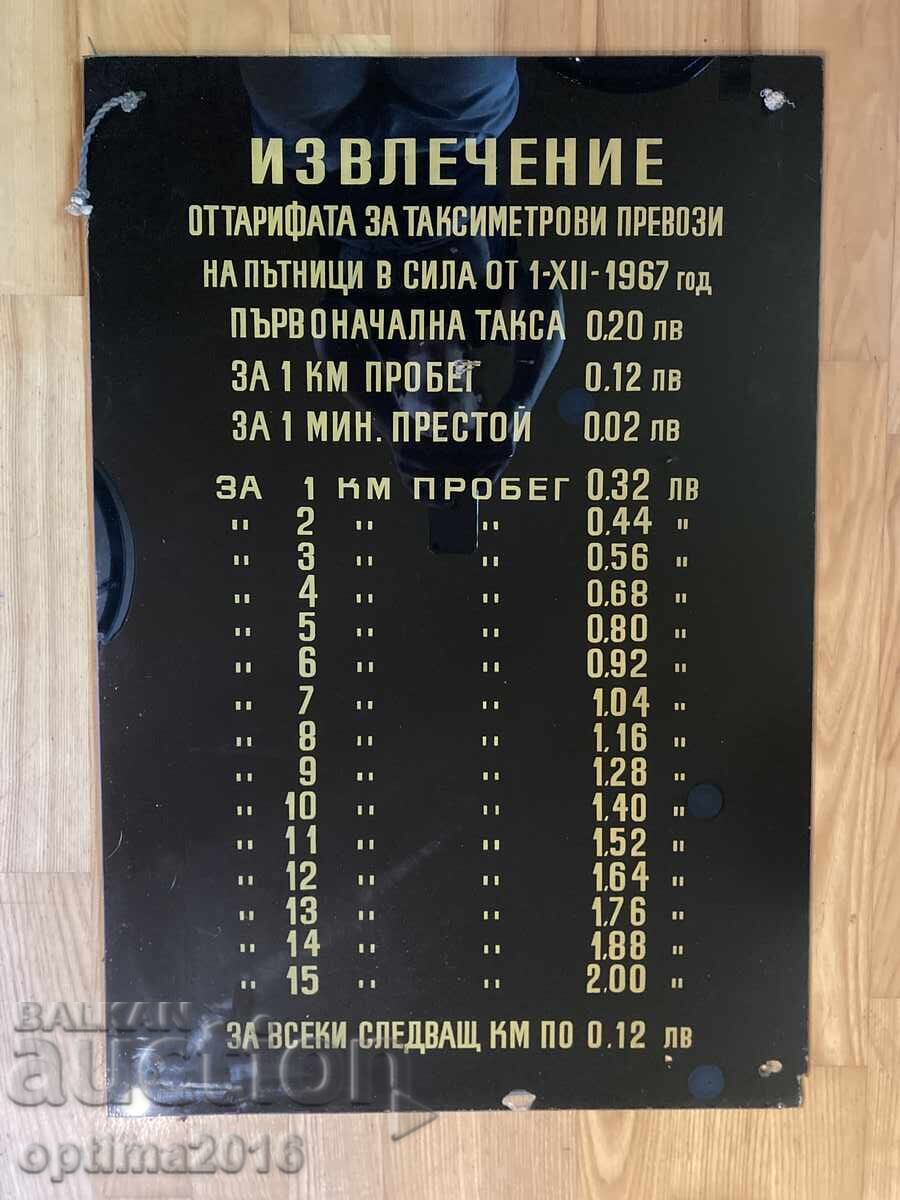 ИЗВЛЕЧЕНИЕ
ОТ ТАРИФАТА ЗА ТАКСИМЕТРОВИ ПРЕВОЗИ
НА ПЪТНИЦИ В СИЛА ОТ 1-XII-1967 год
ПЪРВОНАЧАЛНА ТАКСА 0.20 лв
ЗА 1 КМ ПРОБЕГ 0.12 лв
ЗА 1 МИН. ПРЕСТОЙ 0.02 лв
ЗА 1 КМ ПРОБЕГ 0.32 лв
" 2 " " 0.44 "
" 3 " " 0.56 "
" 4 " " 0.68 "
" 5 " " 0.80 "
" 6 " " 0.92 "
" 7 " " 1.04 "
" 8 " " 1.16 "
" 9 " " 1.28 "
" 10 " " 1.40 "
" 11 " " 1.52 "
" 12 " " 1.64 "
" 13 " " 1.76 "
" 14 " " 1.88 "
" 15 " " 2.00 "
ЗА ВСЕКИ СЛЕДВАЩ КМ ПО 0.12 лв
BALKAN
auction
optima2016